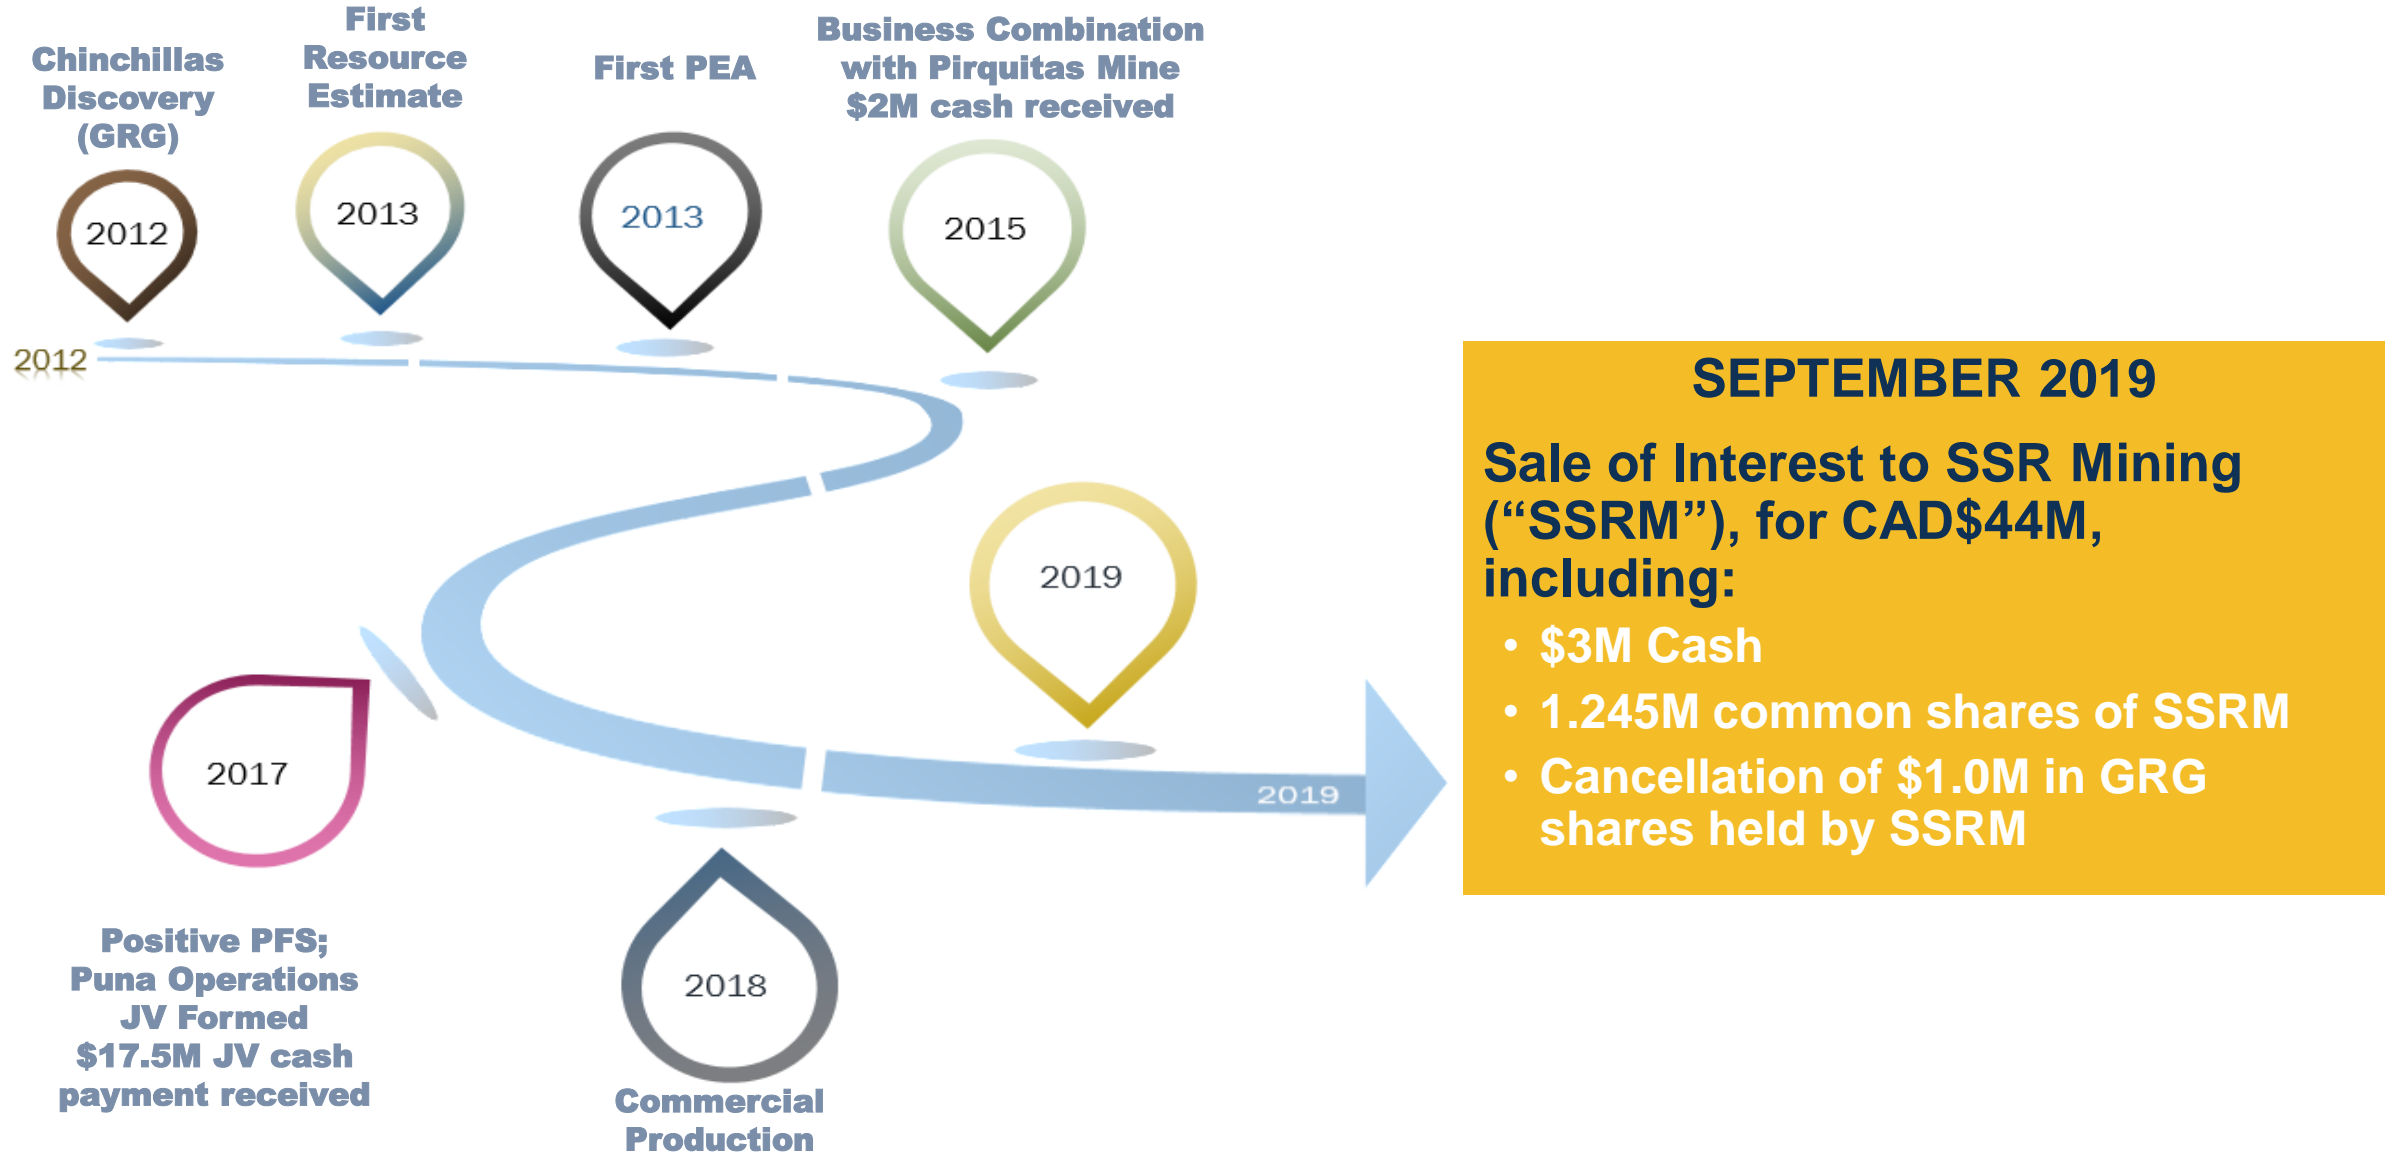 Chinchillas
Discovery
(GRG)
2012
First
Resource
Estimate
2013
First PEA
2013
Business Combination
with Pirquitas Mine
$2M cash received
2015
2012
2017
Positive PFS;
Puna Operations
JV Formed
$17.5M JV cash
payment received
2018
Commercial
Production
2019
2019
SEPTEMBER 2019
Sale of Interest to SSR Mining
(“SSRM”), for CAD$44M,
including:
• $3M Cash
• 1.245M common shares of SSRM
• Cancellation of $1.0M in GRG
shares held by SSRM